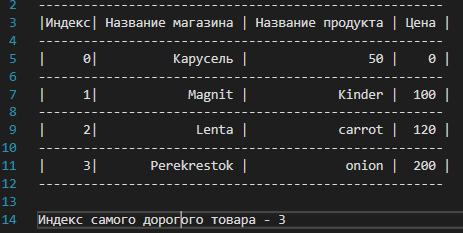 2 -----------------------------------------------------
3 |Индекс| Название магазина | Название продукта | Цена |
4 -----------------------------------------------------
5 | 0| Карусель | 50 | 0 |
6 -----------------------------------------------------
7 | 1| Magnit | Kinder | 100 |
8 -----------------------------------------------------
9 | 2| Lenta | carrot | 120 |
10 -----------------------------------------------------
11 | 3| Perekrestok | onion | 200 |
12 -----------------------------------------------------
13
14 Индекс самого дорогого товара - 3